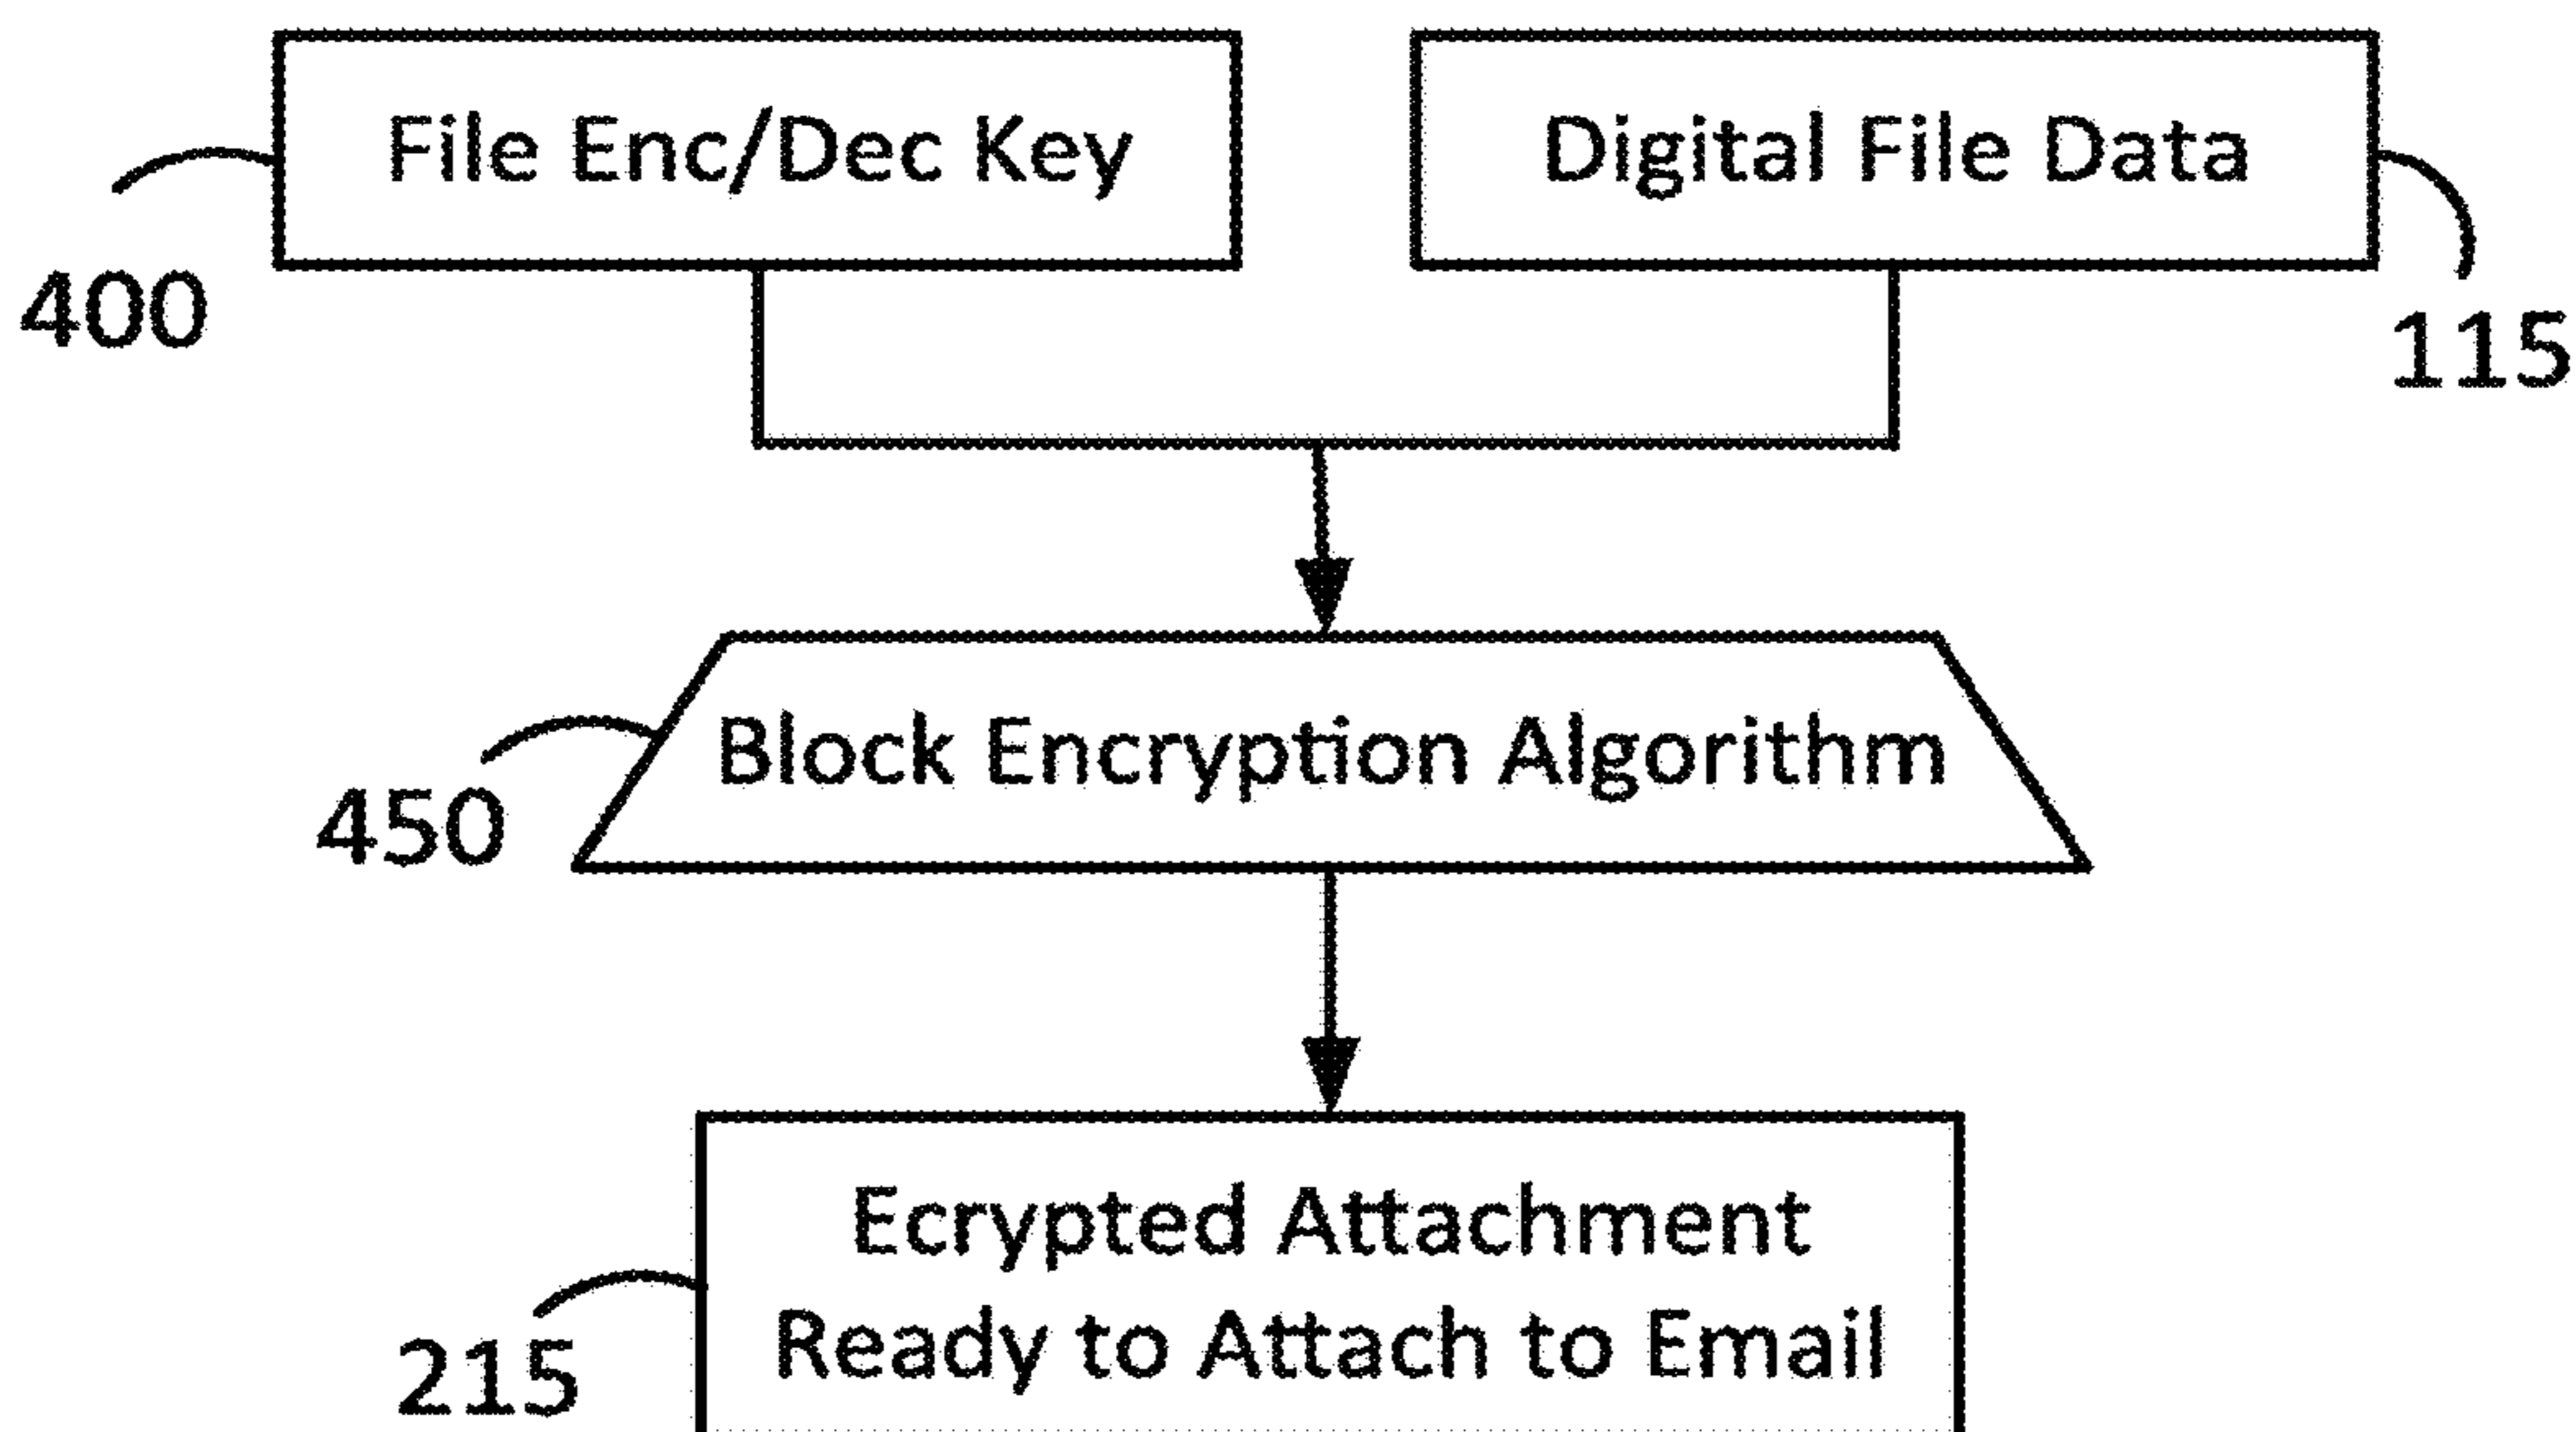 File Enc/Dec Key
Digital File Data
400
115
Block Encryption Algorithm
450
Ecrypted Attachment
Ready to Attach to Email
215